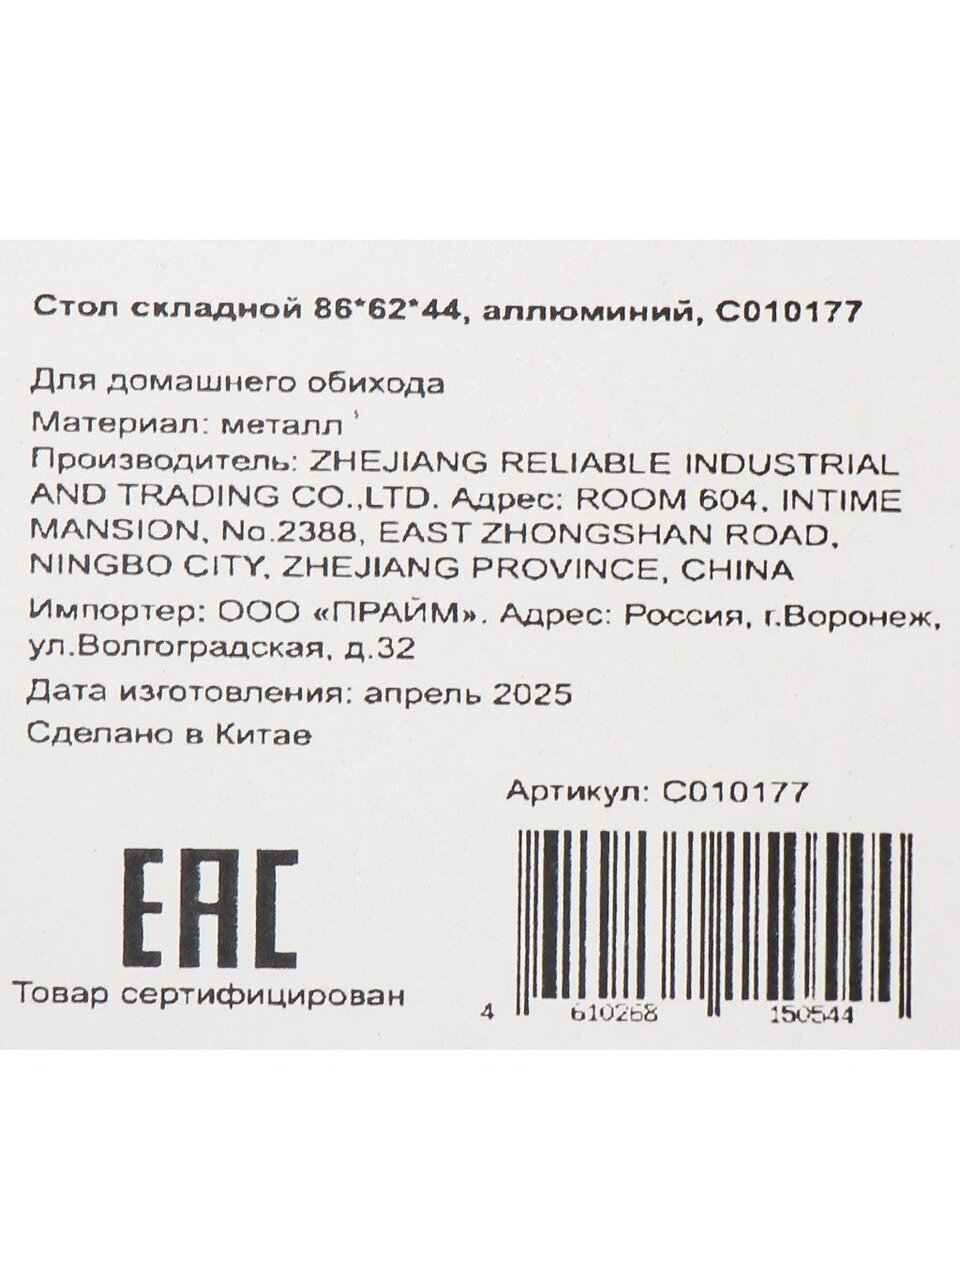 Стол складной 86*62*44, аллюминий, С010177
Для домашнего обихода
Материал: металл
Производитель: ZHEJIANG RELIABLE INDUSTRIAL
AND TRADING CO.,LTD. Адрес: ROOM 604, INTIME
MANSION, No.2388, EAST ZHONGSHAN ROAD,
NINGBO CITY, ZHEJIANG PROVINCE, CHINA
Импортер: ООО «ПРАЙМ». Адрес: Россия, г.Воронеж,
ул.Волгоградская, д.32
Дата изготовления: апрель 2025
Сделано в Китае
Артикул: С010177
EAC
Товар сертифицирован
4 610268 150544